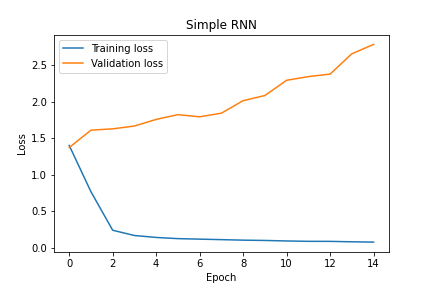 Simple RNN
Training loss
Validation loss
2.5
2.0
1.5
1.0
0.5
0.0
Loss
0 2 4 6 8 10 12 14
Epoch